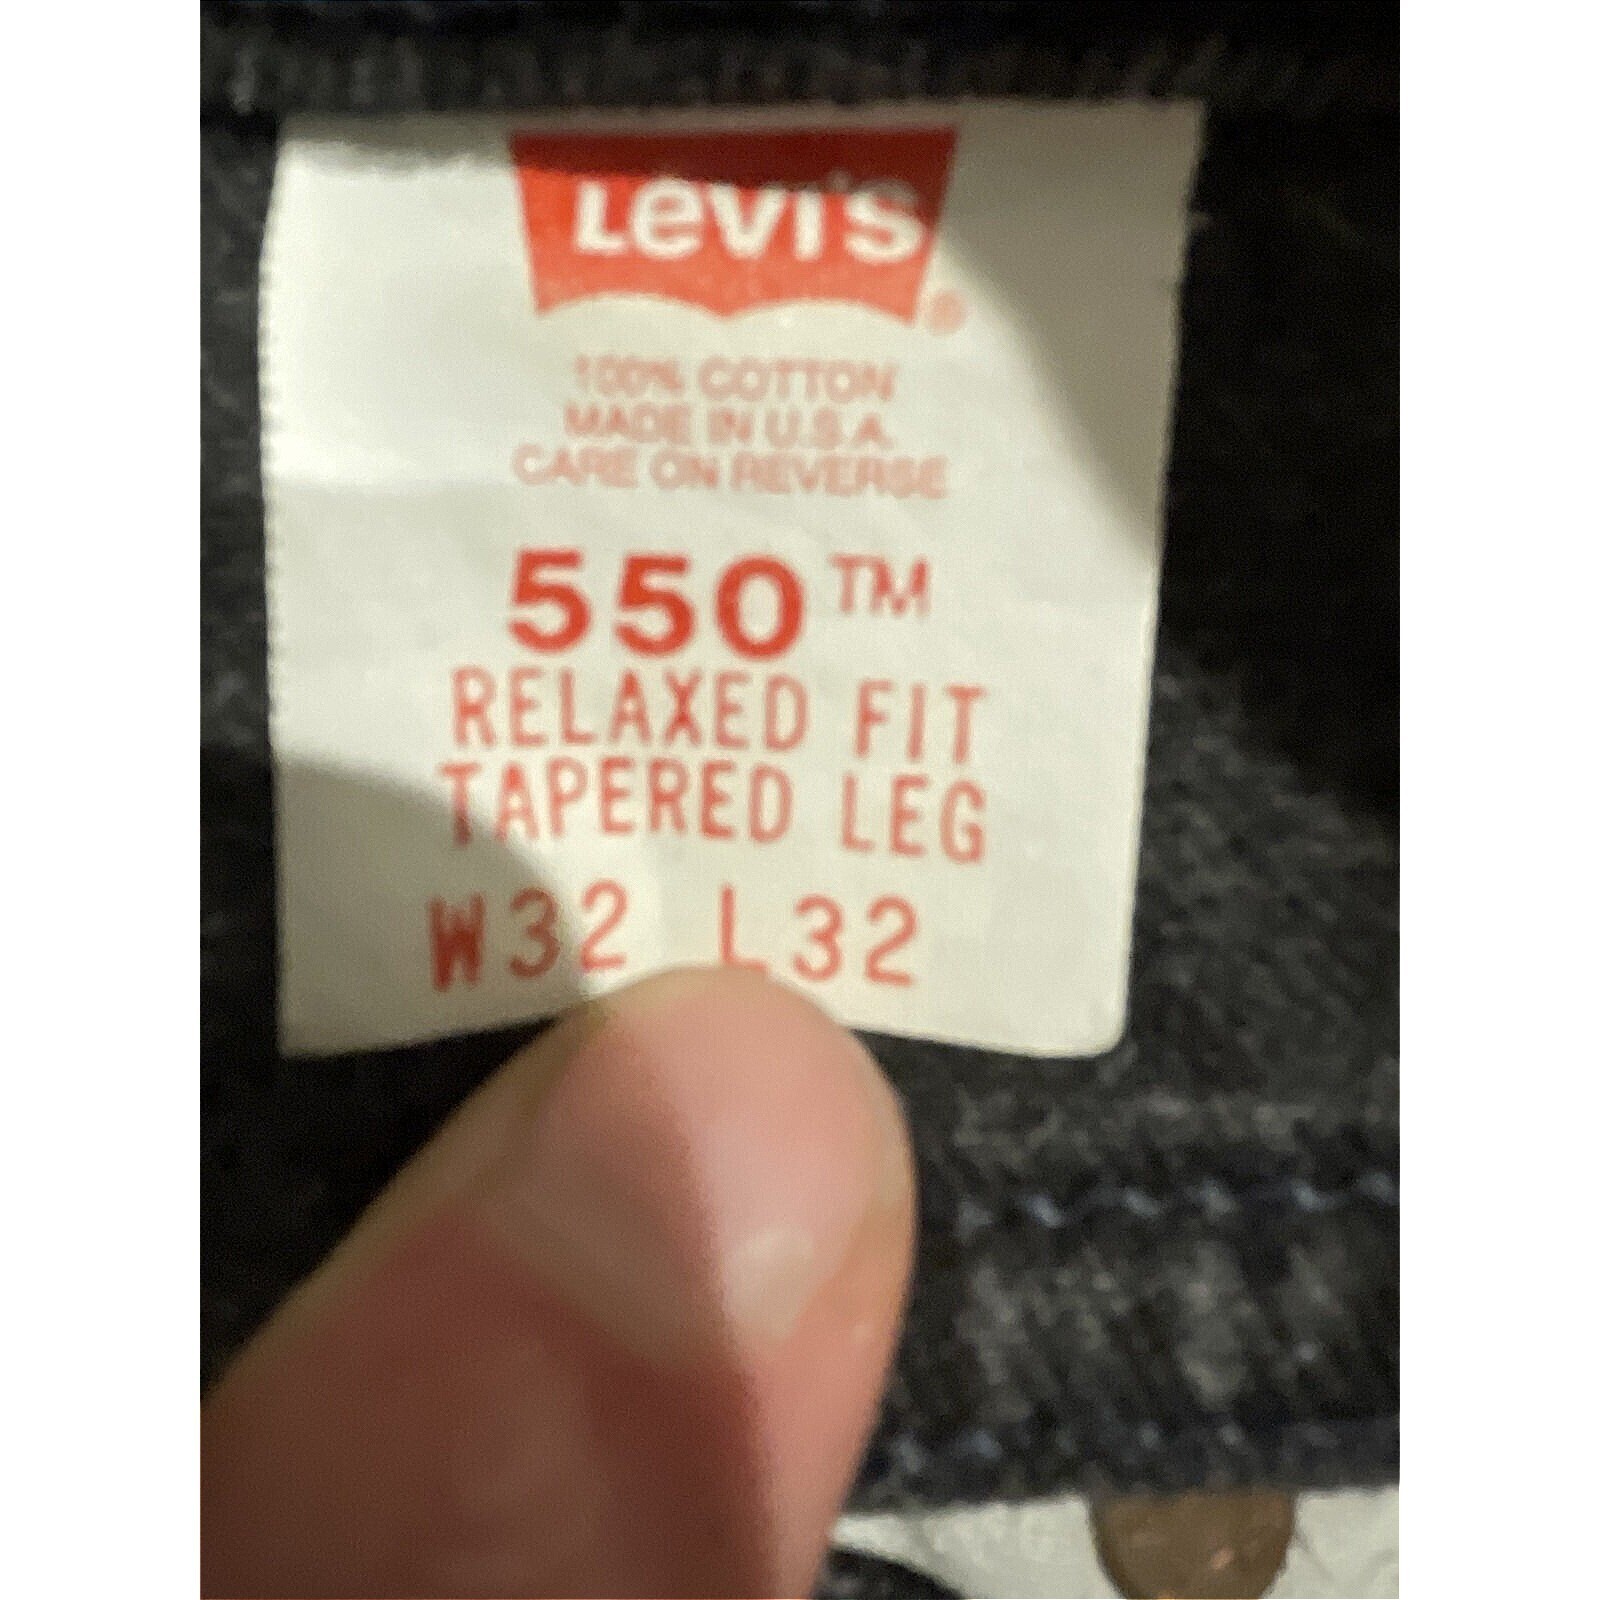 Levi's®
100% COTTON
MADE IN U.S.A.
CARE ON REVERSE
550™
RELAXED FIT
TAPERED LEG
W32 L32